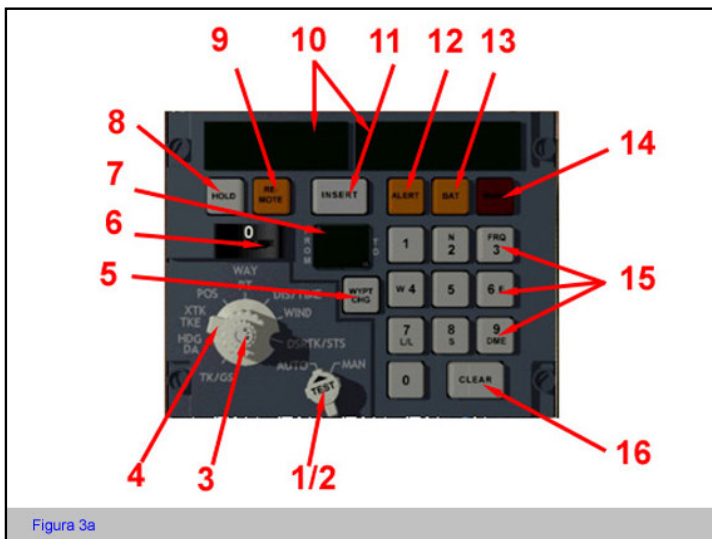 9 10 11 12 13
8
14
7
HOLD RE-MOTE INSERT ALERT BAT
6
0
FROM TO
1 N 2 FRQ 3
5
WYPT CHG
W 4 5 6 E
15
WAY PT
POS DIS/TIME
XTK TKE WIND
HDG DA DSRTK/STS
TK/GS
7 L/L 8 S 9 DME
AUTO MAN
TEST
0 CLEAR
4 3 1/2 16
Figura 3a